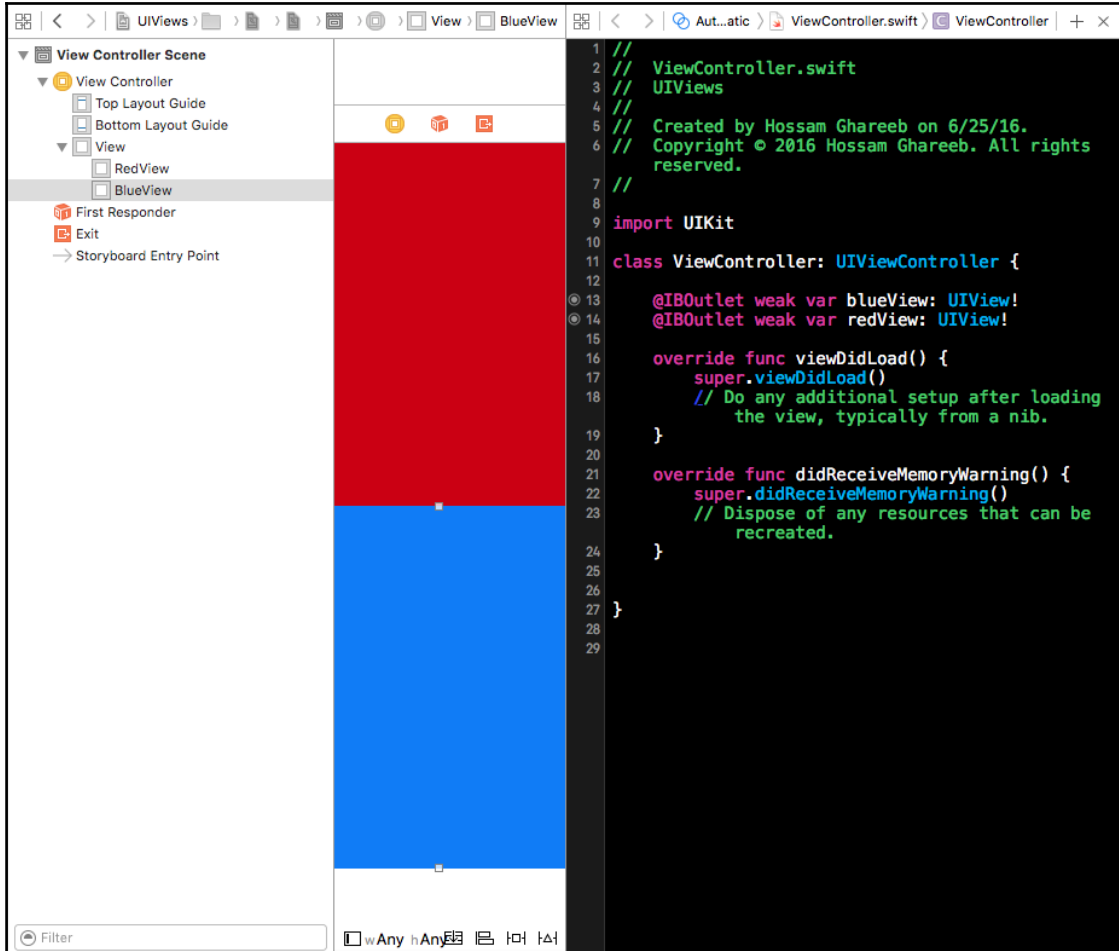 UIViews View BlueView
Aut...atic ViewController.swift C ViewController
View Controller Scene
View Controller
Top Layout Guide
Bottom Layout Guide
View
RedView
BlueView
First Responder
Exit
Storyboard Entry Point
Filter
wAny hAny
1 //
2 // ViewController.swift
3 // UIViews
4 //
5 // Created by Hossam Ghareeb on 6/25/16.
6 // Copyright © 2016 Hossam Ghareeb. All rights
reserved.
7 //
8
9 import UIKit
10
11 class ViewController: UIViewController {
12
13 @IBOutlet weak var blueView: UIView!
14 @IBOutlet weak var redView: UIView!
15
16 override func viewDidLoad() {
17 super.viewDidLoad()
18 // Do any additional setup after loading
the view, typically from a nib.
19 }
20
21 override func didReceiveMemoryWarning() {
22 super.didReceiveMemoryWarning()
23 // Dispose of any resources that can be
recreated.
24 }
25
26
27 }
28
29